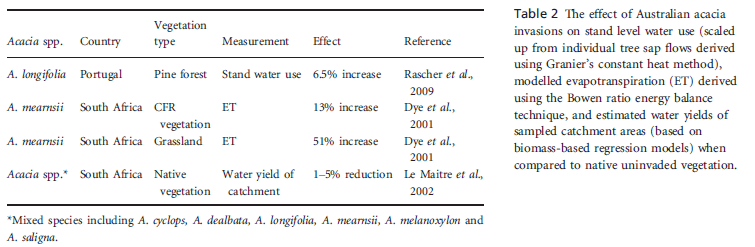 Acacia spp. Country Vegetation type Measurement Effect Reference
A. longifolia Portugal Pine forest Stand water use 6.5% increase Rascher et al., 2009
A. mearnsii South Africa CFR vegetation ET 13% increase Dye et al., 2001
A. mearnsii South Africa Grassland ET 51% increase Dye et al., 2001
Acacia spp.* South Africa Native vegetation Water yield of catchment 1–5% reduction Le Maitre et al., 2002
*Mixed species including A. cyclops, A. dealbata, A. longifolia, A. mearnsii, A. melanoxylon and
A. saligna.
Table 2 The effect of Australian acacia
invasions on stand level water use (scaled
up from individual tree sap flows derived
using Granier's constant heat method),
modelled evapotranspiration (ET) derived
using the Bowen ratio energy balance
technique, and estimated water yields of
sampled catchment areas (based on
biomass-based regression models) when
compared to native uninvaded vegetation.